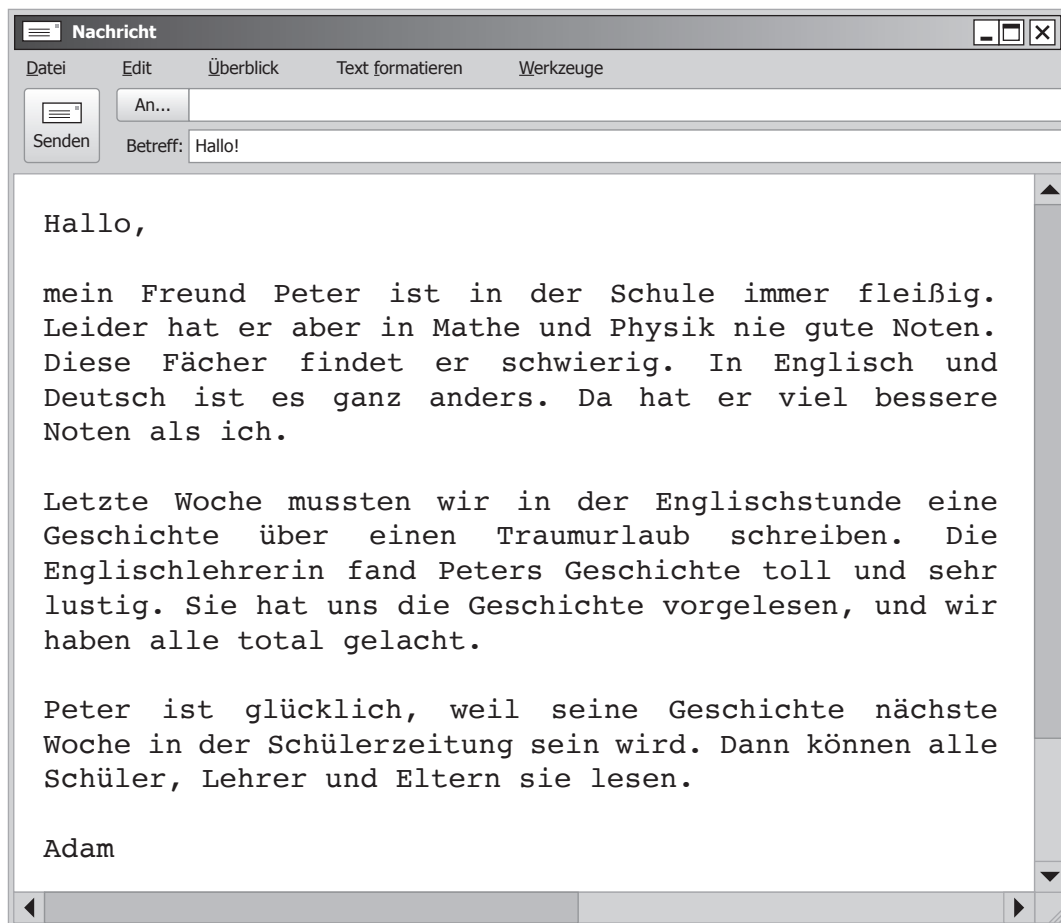 Nachricht
Datei Edit Überblick Text formatieren Werkzeuge
An...
Senden
Betreff: Hallo!
Hallo,
mein Freund Peter ist in der Schule immer fleißig.
Leider hat er aber in Mathe und Physik nie gute Noten.
Diese Fächer findet er schwierig. In Englisch und
Deutsch ist es ganz anders. Da hat er viel bessere
Noten als ich.
Letzte Woche mussten wir in der Englischstunde eine
Geschichte über einen Traumurlaub schreiben. Die
Englischlehrerin fand Peters Geschichte toll und sehr
lustig. Sie hat uns die Geschichte vorgelesen, und wir
haben alle total gelacht.
Peter ist glücklich, weil seine Geschichte nächste
Woche in der Schülerzeitung sein wird. Dann können alle
Schüler, Lehrer und Eltern sie lesen.
Adam